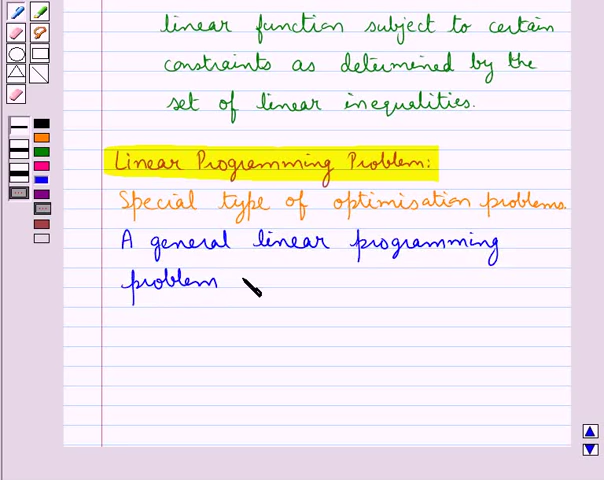 linear function subject to certain
constraints as determined by the
set of linear inequalities.
Linear Programming Problem:
Special type of optimisation problems.
A general linear programming
problem